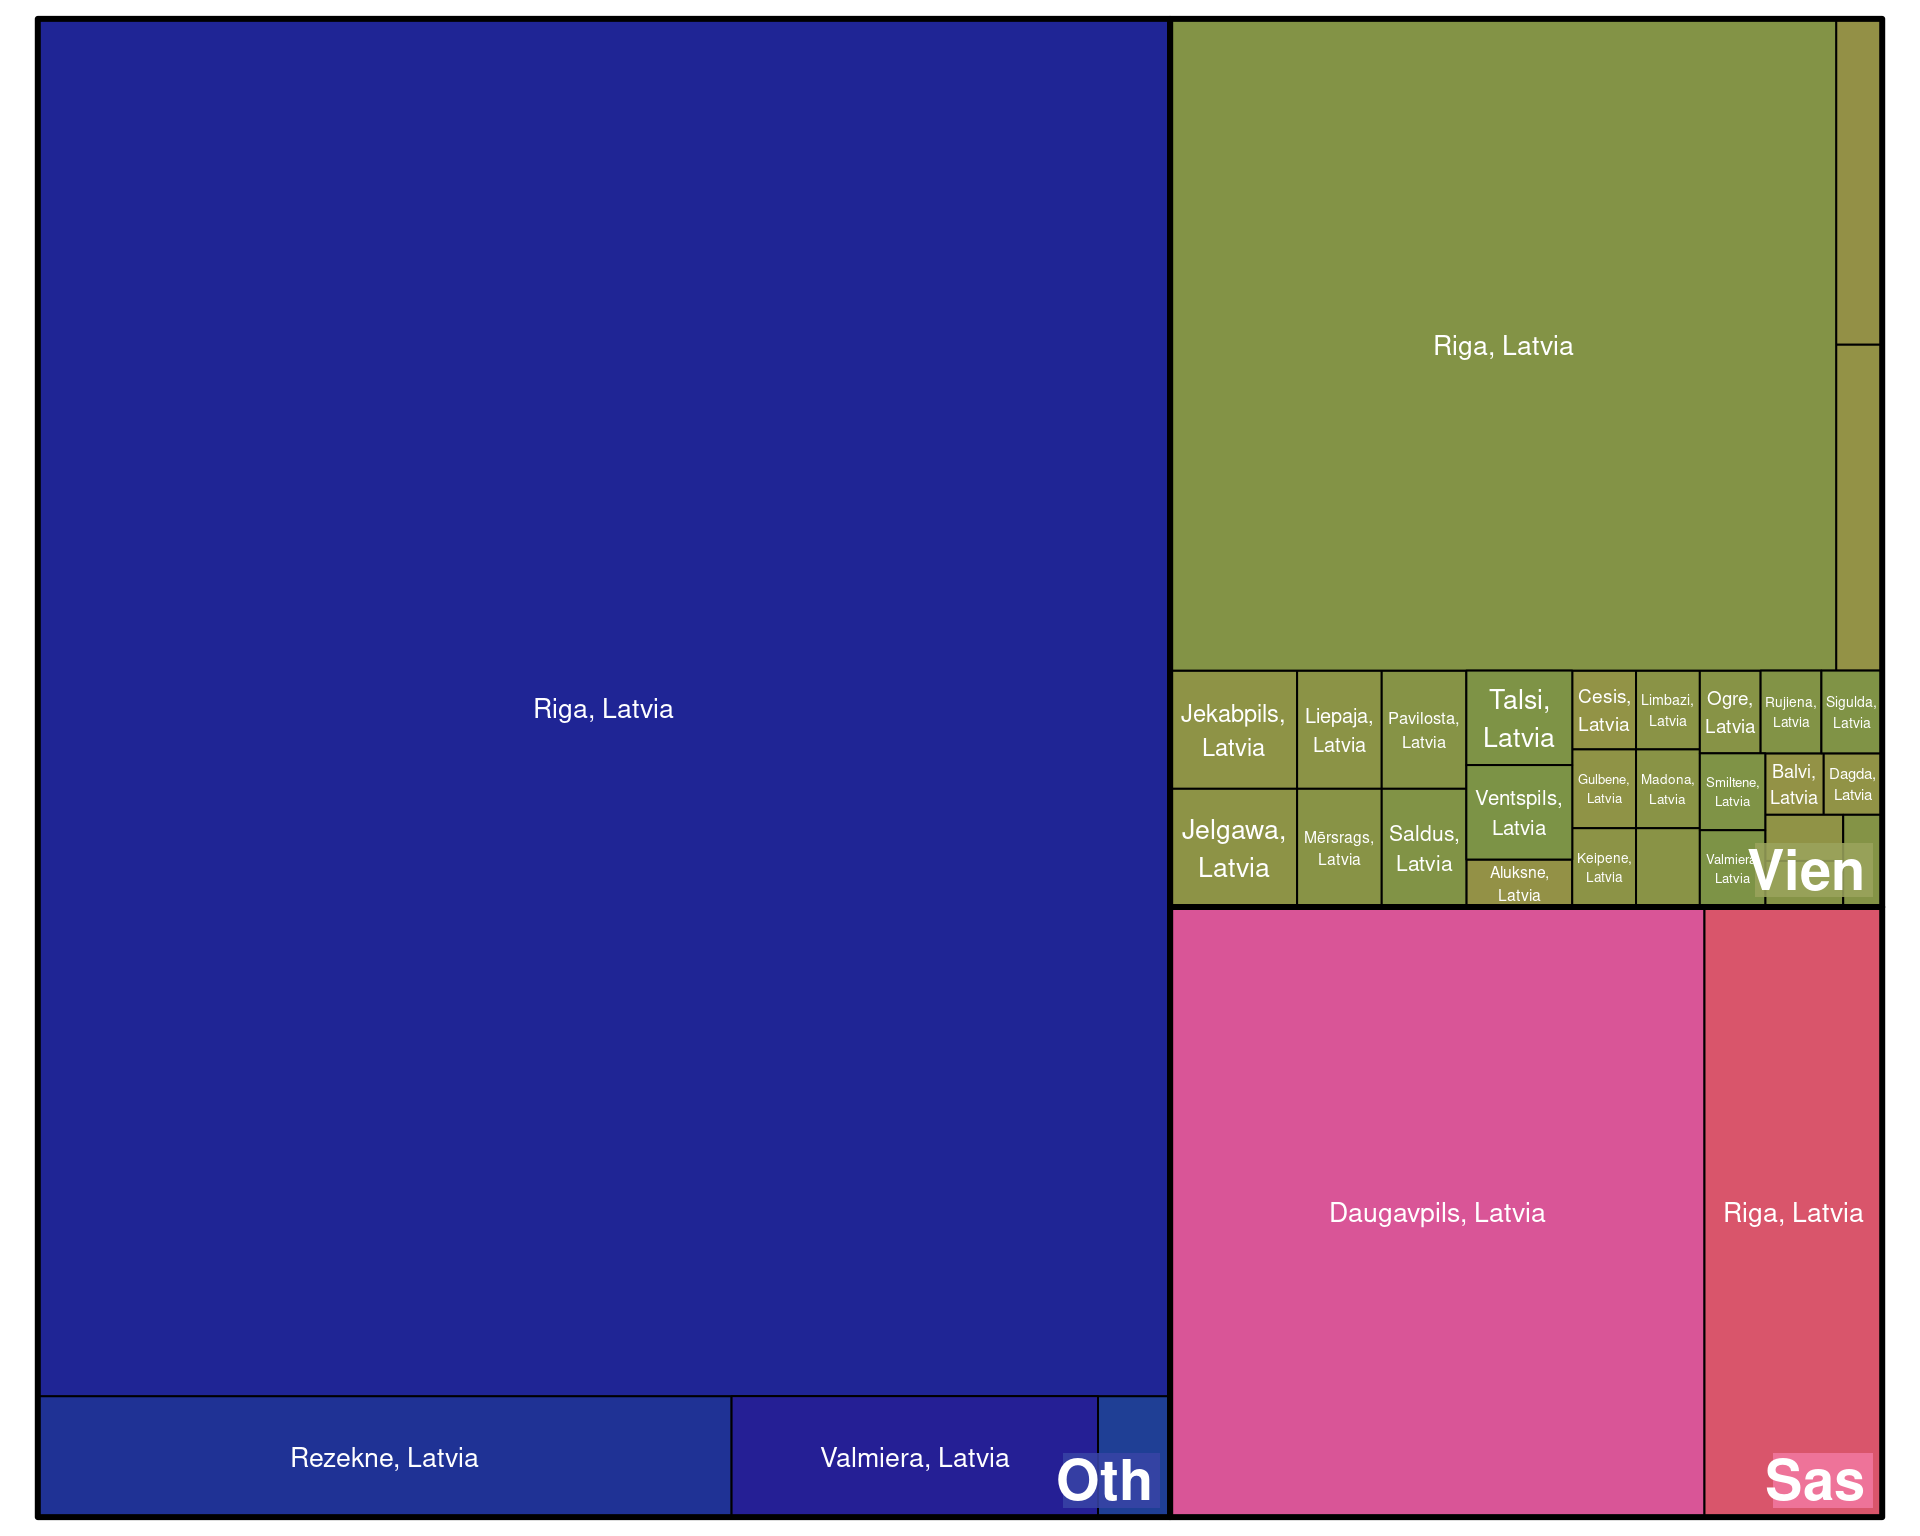 Riga, Latvia
Rezekne, Latvia
Valmiera, Latvia
Oth
Riga, Latvia
Jekabpils,
Latvia
Liepaja,
Latvia
Pavilosta,
Latvia
Talsi,
Latvia
Cesis,
Latvia
Limbazi,
Latvia
Ogre,
Latvia
Rujiena,
Latvia
Sigulda,
Latvia
Jelgawa,
Latvia
Mērsrags,
Latvia
Saldus,
Latvia
Ventspils,
Latvia
Aluksne,
Latvia
Gulbene,
Latvia
Madona,
Latvia
Smiltene,
Latvia
Balvi,
Latvia
Dagda,
Latvia
Keipene,
Latvia
Valmiera,
Latvia
Vien
Daugavpils, Latvia
Riga, Latvia
Sas